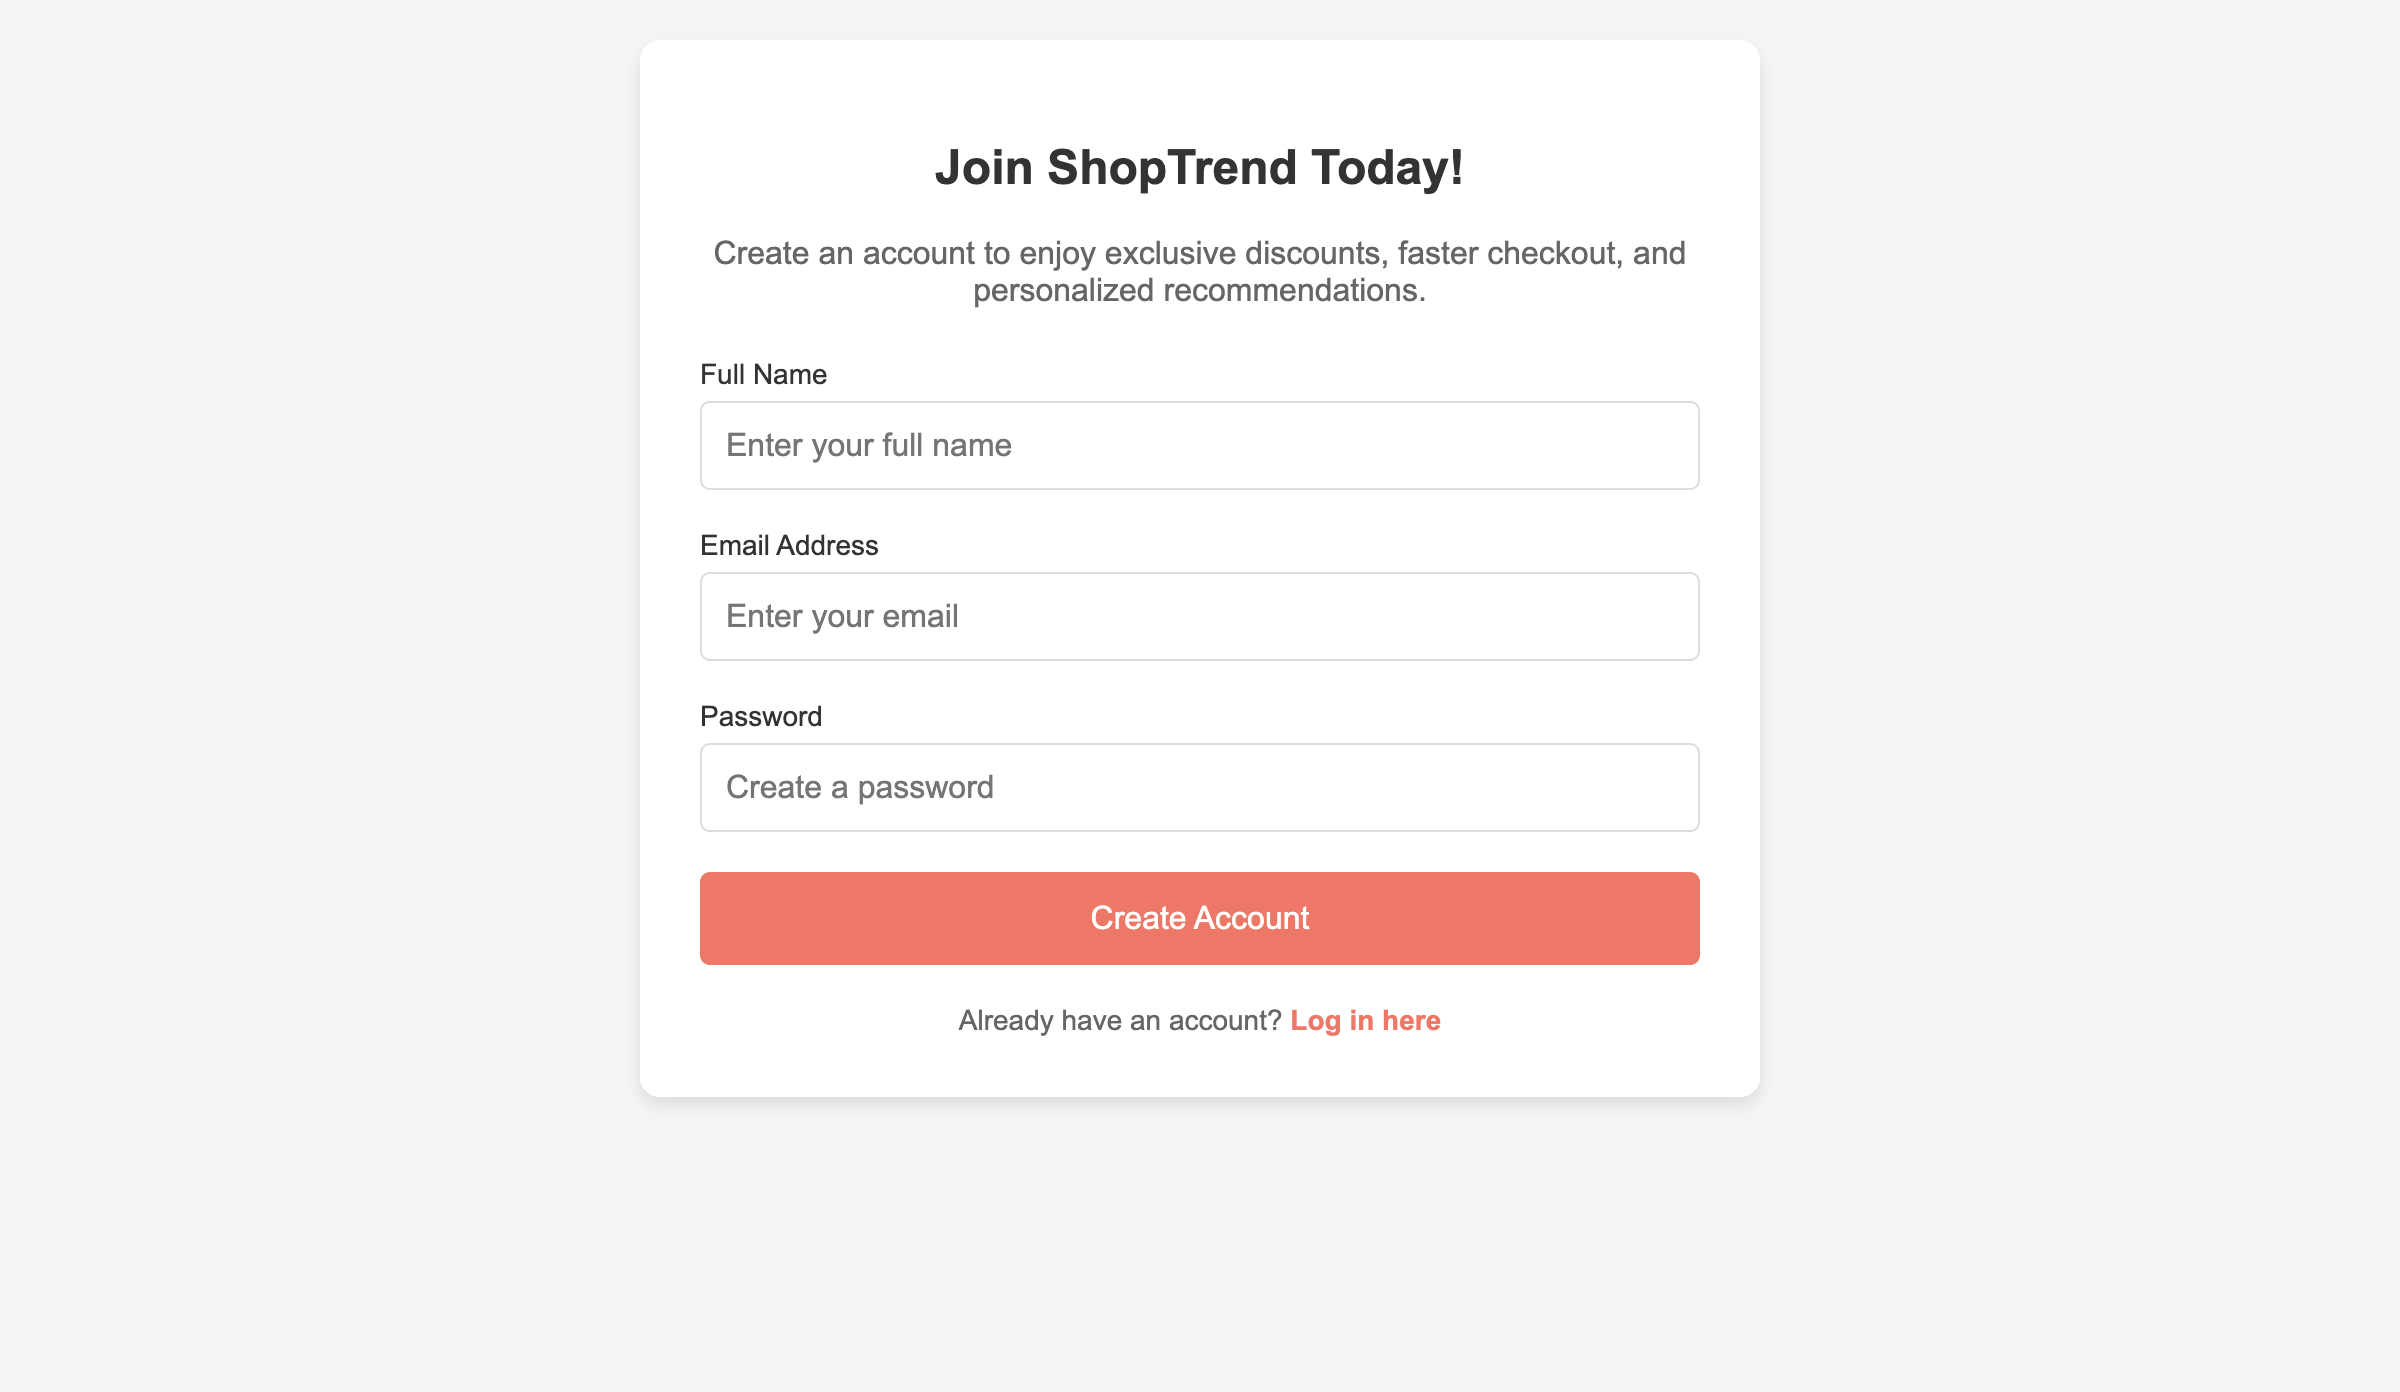 Join ShopTrend Today!
Create an account to enjoy exclusive discounts, faster checkout, and
personalized recommendations.
Full Name
Enter your full name
Email Address
Enter your email
Password
Create a password
Create Account
Already have an account? Log in here